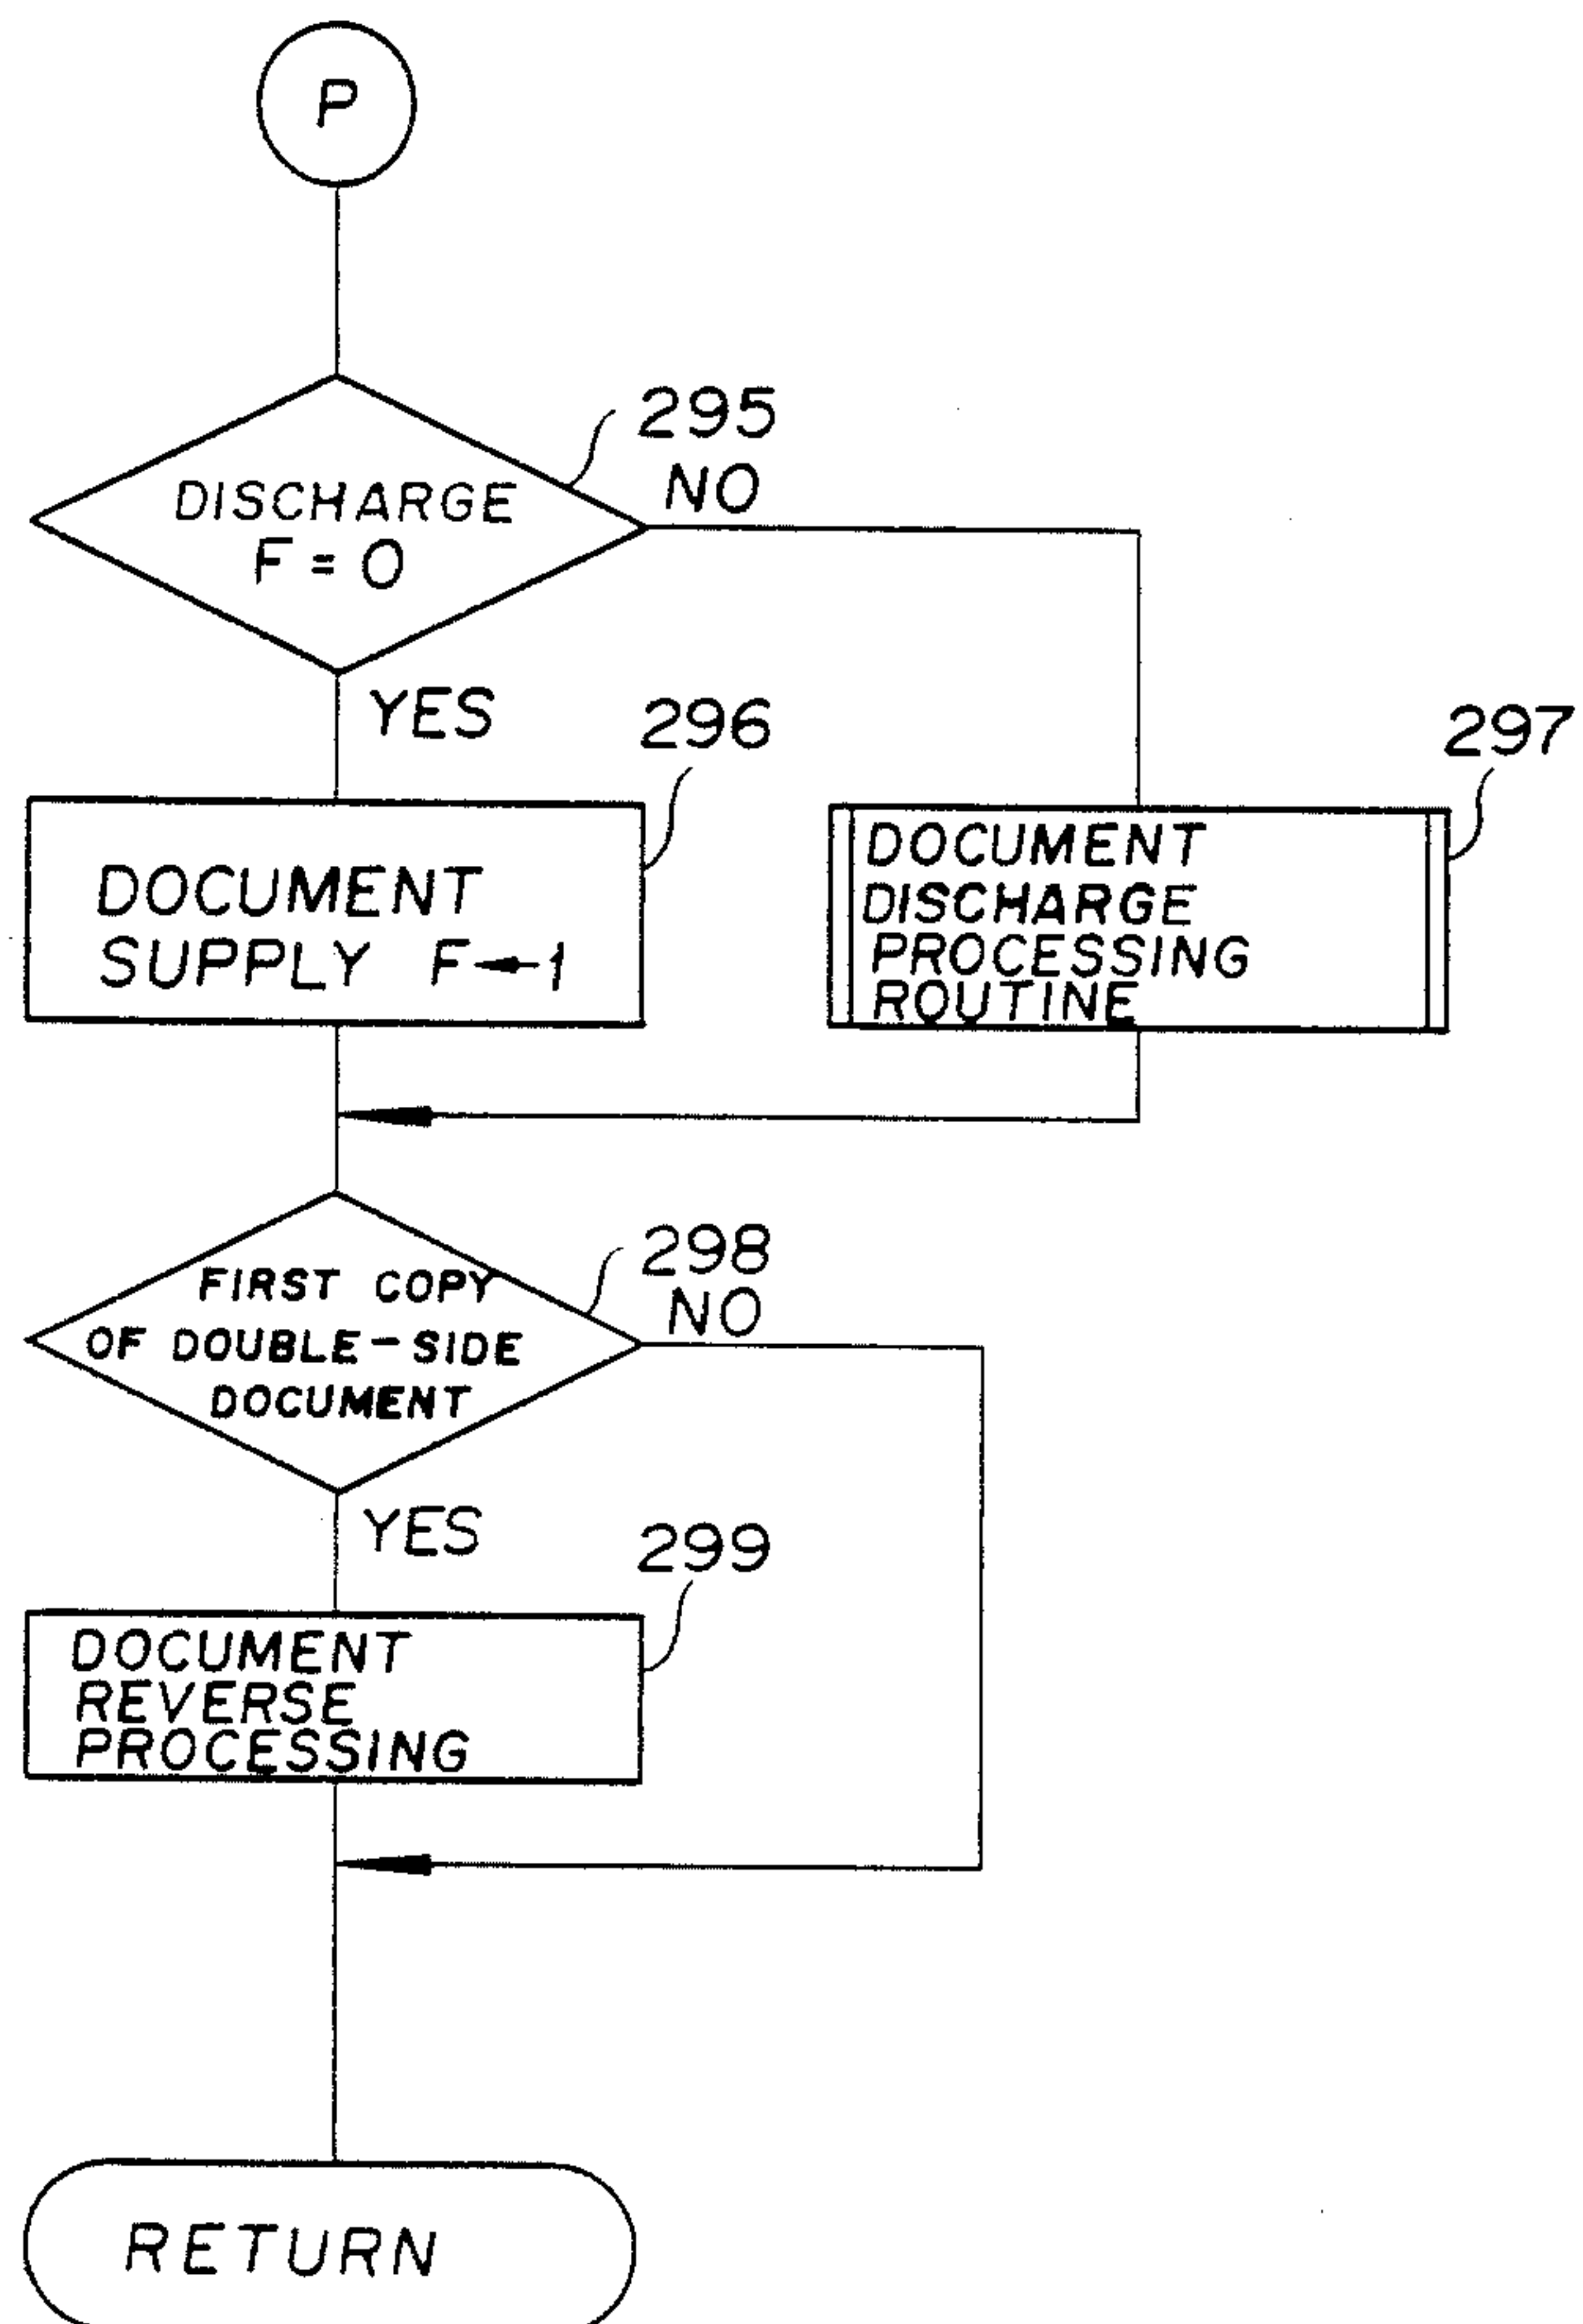 P
295
NO
DISCHARGE
F = 0
YES
296
297
DOCUMENT
SUPPLY F←1
DOCUMENT
DISCHARGE
PROCESSING
ROUTINE
298
NO
FIRST COPY
OF DOUBLE-SIDE
DOCUMENT
YES
299
DOCUMENT
REVERSE
PROCESSING
RETURN